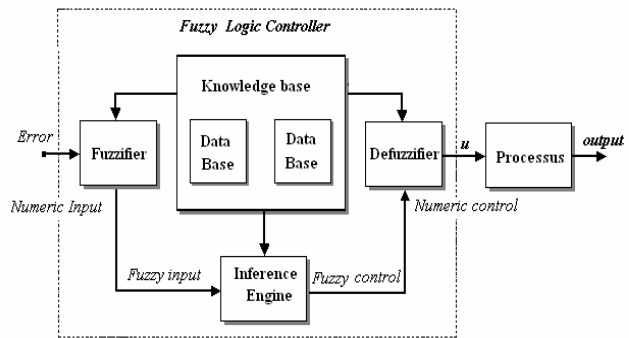 Fuzzy Logic Controller
Knowledge base
Error
Fuzzifier
Data
Base
Data
Base
Defuzzifier
u
Processus
output
Numeric Input
Numeric control
Fuzzy input
Inference
Engine
Fuzzy control